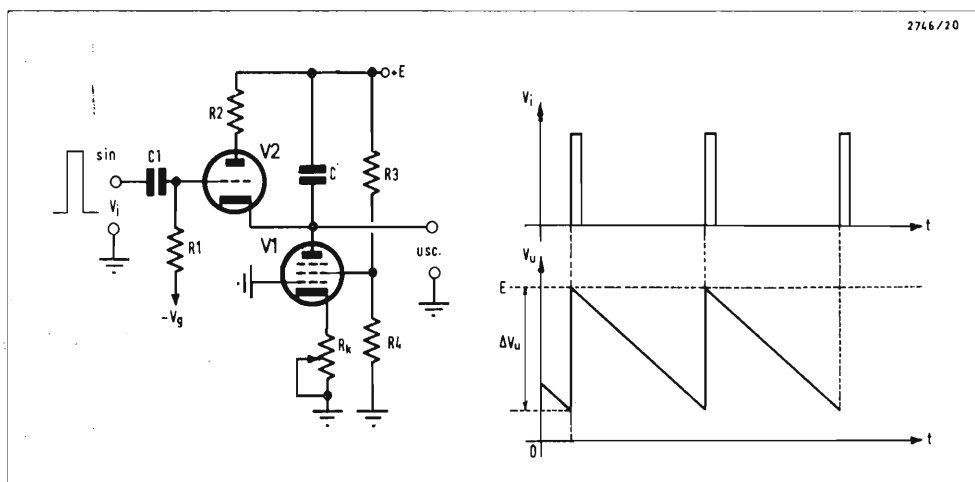 2746/20
+E
R2
V2
sin
C1
Vi
R1
-Vg
C
R3
V1
usc.
Rk
R4
Vi
t
Vu
E
ΔVu
0
t